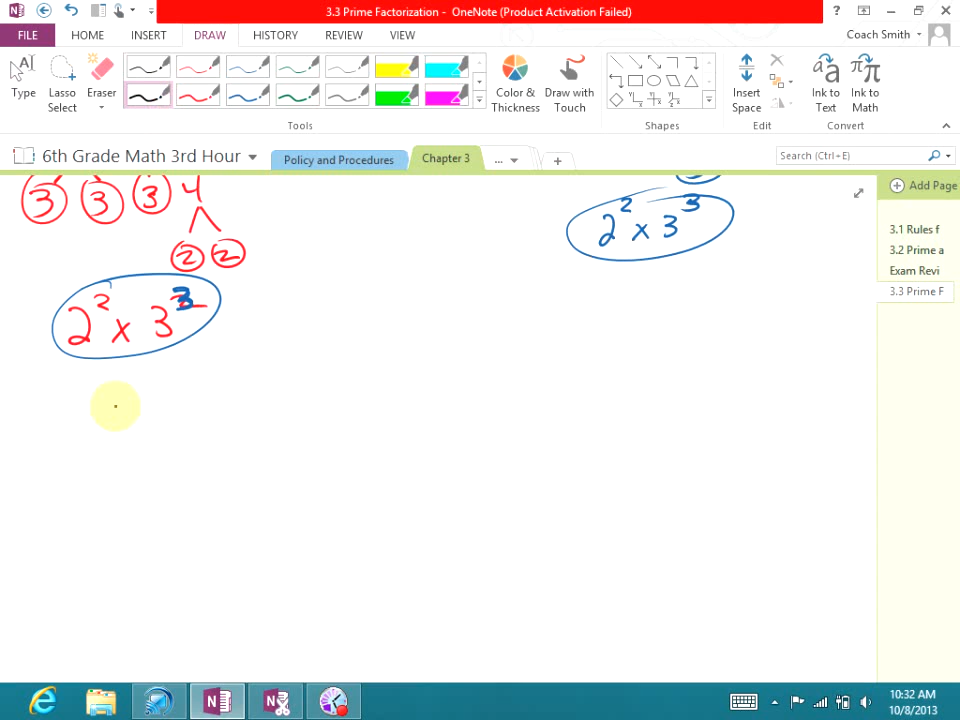 3.3 Prime Factorization - OneNote (Product Activation Failed)
?
FILE HOME INSERT DRAW HISTORY REVIEW VIEW
Coach Smith
Type
Lasso Select
Eraser
Color & Thickness
Draw with Touch
Insert Space
Ink to Text
Ink to Math
Tools
Shapes
Edit
Convert
6th Grade Math 3rd Hour
Policy and Procedures
Chapter 3
...
+
Search (Ctrl+E)
Add Page
3.1 Rules f
3.2 Prime a
Exam Revi
3.3 Prime F
3 3 3 4
2 2
2² x 3³
2² x 3³
10:32 AM
10/8/2013